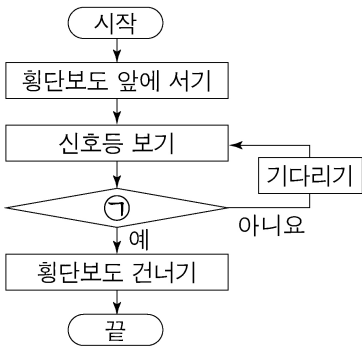 시작
횡단보도 앞에 서기
신호등 보기
기다리기
㉠
아니요
예
횡단보도 건너기
끝